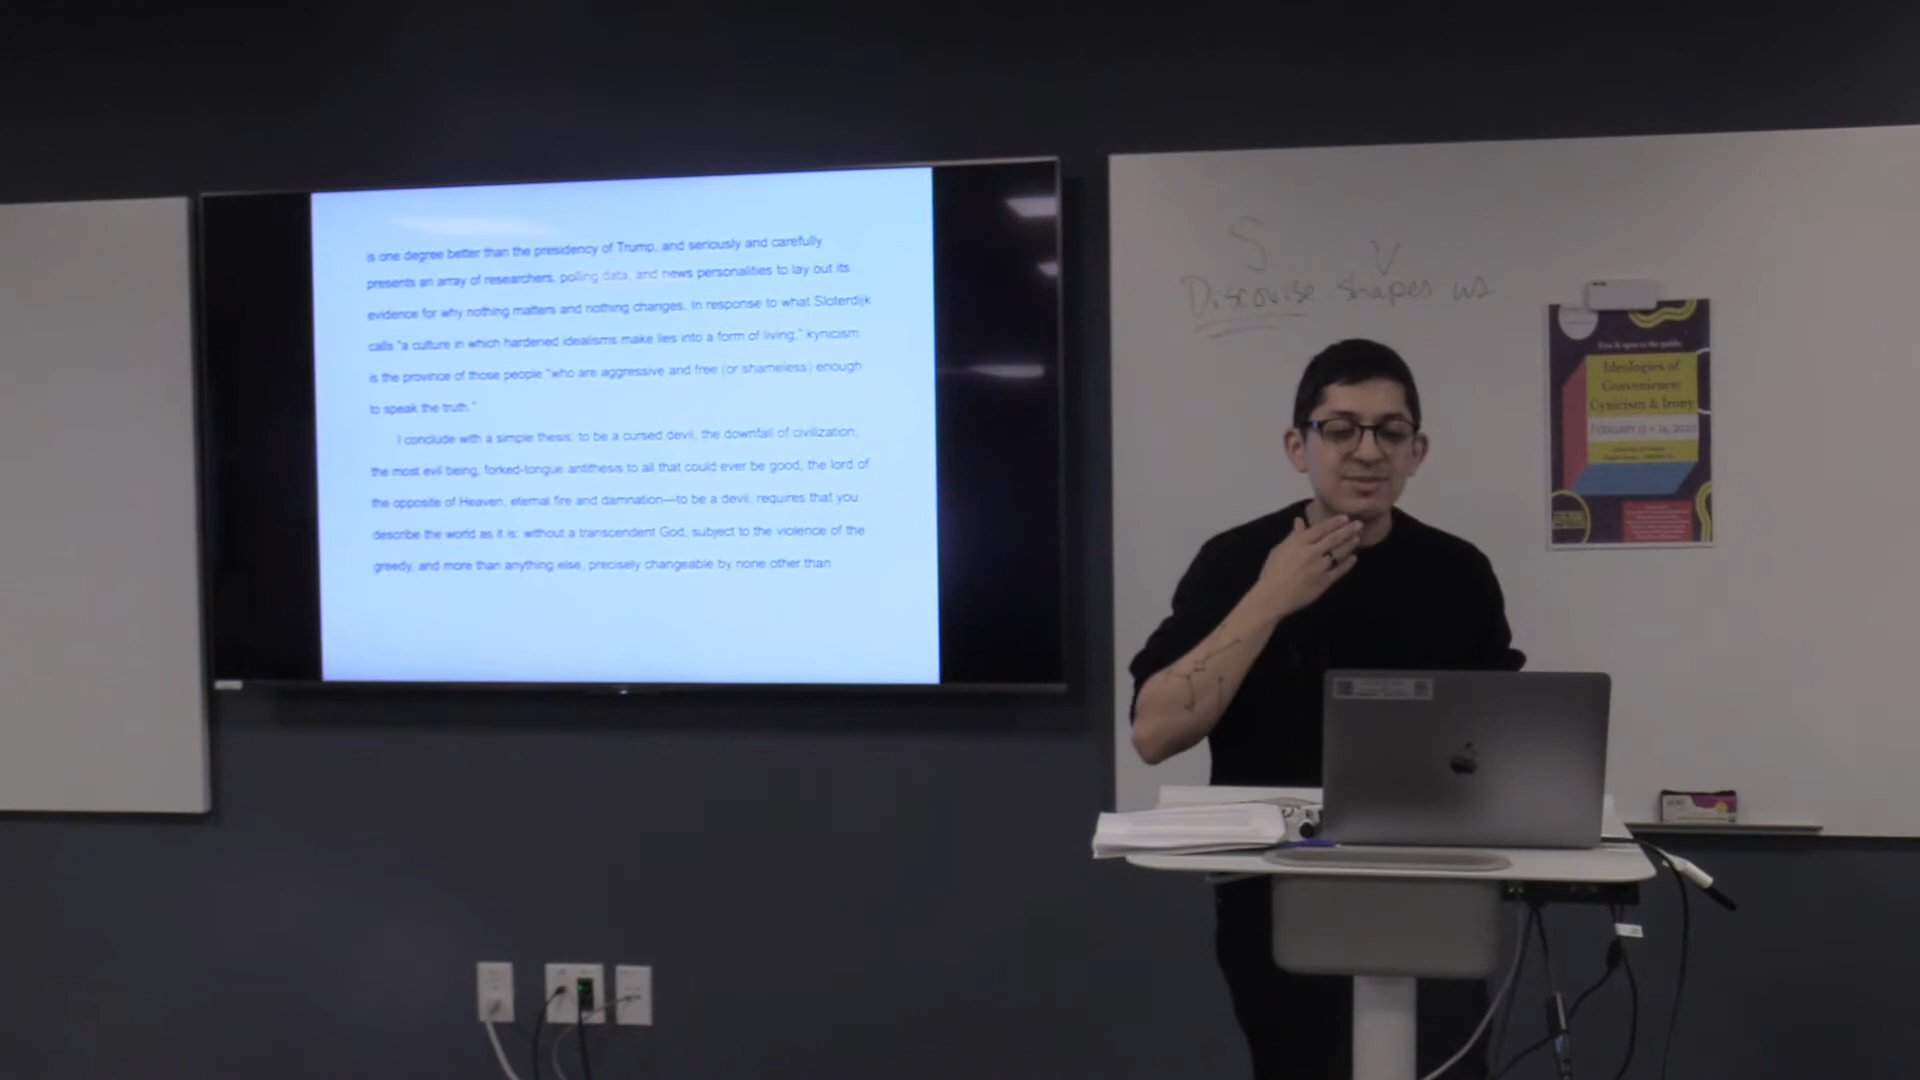 is one degree better than the presidency of Trump, and seriously and carefully
presents an array of researchers, polling data, and news personalities to lay out its
evidence for why nothing matters and nothing changes. In response to what Sloterdijk
calls “a culture in which hardened idealisms make lies into a form of living,” kynicism
is the province of those people “who are aggressive and free (or shameless) enough
to speak the truth.”
I conclude with a simple thesis: to be a cursed devil, the downfall of civilization,
the most evil being, forked-tongue antithesis to all that could ever be good, the lord of
the opposite of Heaven, eternal fire and damnation—to be a devil, requires that you
describe the world as it is: without a transcendent God, subject to the violence of the
greedy, and more than anything else, precisely changeable by none other than
S V
Discourse shapes us
Free & open to the public
Ideologies of
Convenience:
Cynicism & Irony